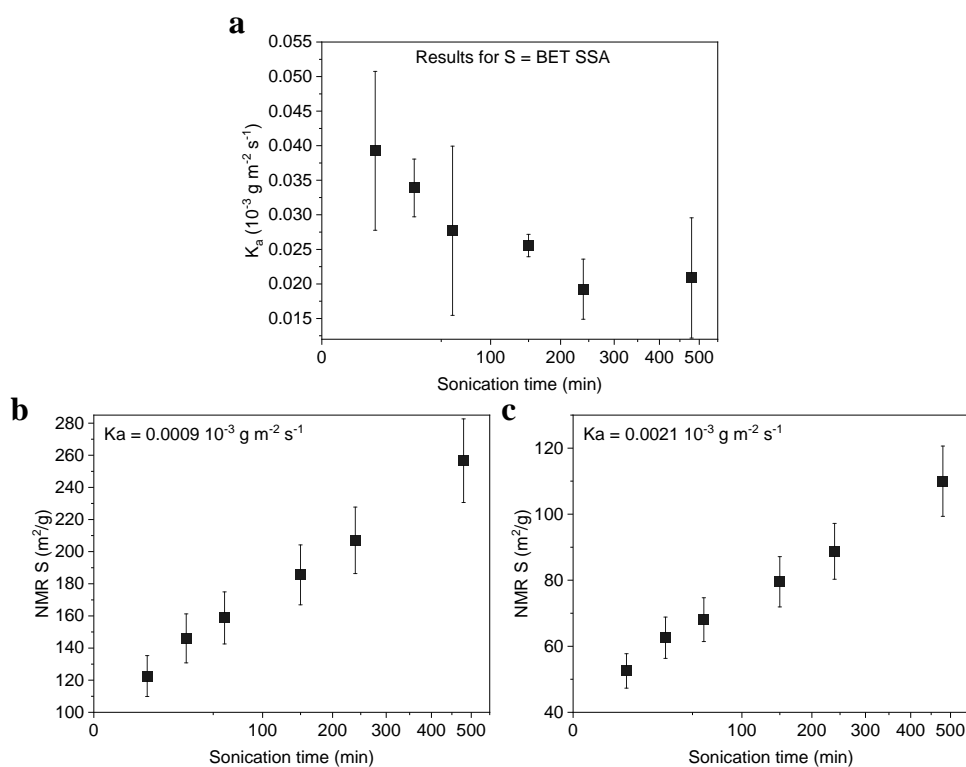 a
Results for S = BET SSA
0.055
0.050
0.045
0.040
0.035
0.030
0.025
0.020
0.015
Kₐ (10⁻³ g m⁻² s⁻¹)
0 100 200 300 400 500
Sonication time (min)
b
Ka = 0.0009 10⁻³ g m⁻² s⁻¹
280
260
240
220
200
180
160
140
120
100
NMR S (m²/g)
0 100 200 300 400 500
Sonication time (min)
c
Ka = 0.0021 10⁻³ g m⁻² s⁻¹
120
100
80
60
40
NMR S (m²/g)
0 100 200 300 400 500
Sonication time (min)